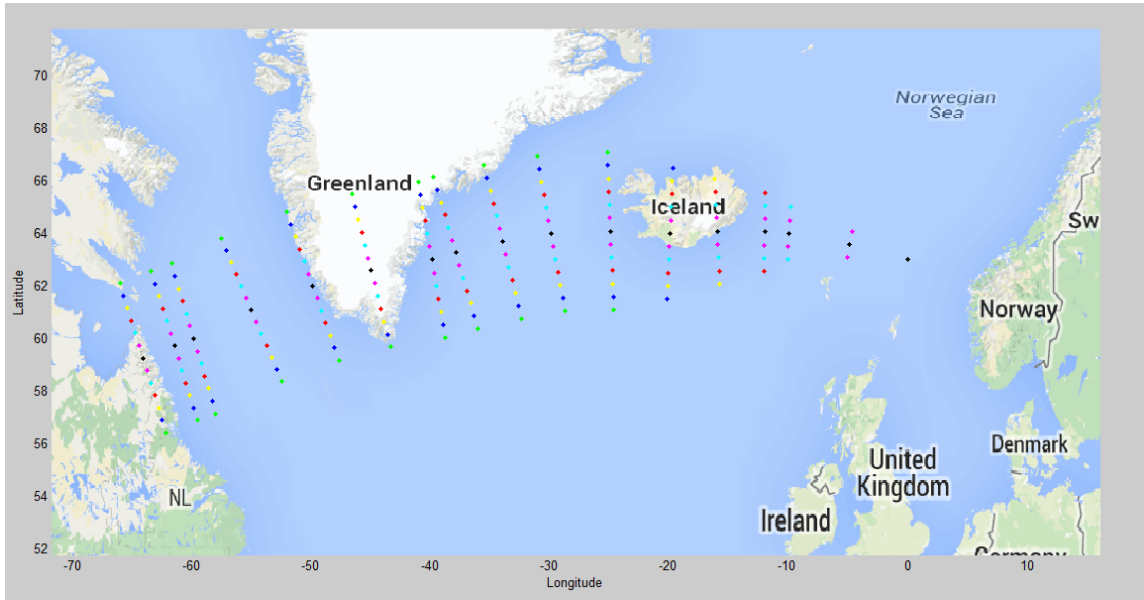 70
68
66
64
62
60
58
56
54
52
Latitude
Norwegian
Sea
Greenland
Iceland
Sw
Norway
Denmark
United
Kingdom
NL
Ireland
Germany
-70
-60
-50
-40
-30
-20
-10
0
10
Longitude